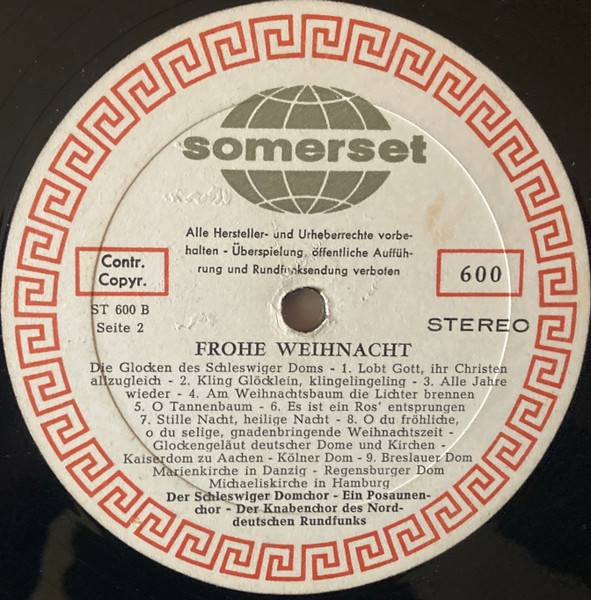 somerset
Alle Hersteller- und Urheberrechte vorbe-
halten - Überspielung, öffentliche Auffüh-
rung und Rundfunksendung verboten
Contr.
Copyr.
600
ST 600 B
Seite 2
STEREO
FROHE WEIHNACHT
Die Glocken des Schleswiger Doms - 1. Lobt Gott, ihr Christen
allzugleich - 2. Kling Glöcklein, klingelingeling - 3. Alle Jahre
wieder - 4. Am Weihnachtsbaum die Lichter brennen
5. O Tannenbaum - 6. Es ist ein Ros' entsprungen
7. Stille Nacht, heilige Nacht - 8. O du fröhliche,
o du selige, gnadenbringende Weihnachtszeit -
Glockengeläut deutscher Dome und Kirchen -
Kaiserdom zu Aachen - Kölner Dom - 9. Breslauer Dom
Marienkirche in Danzig - Regensburger Dom
Michaeliskirche in Hamburg
Der Schleswiger Domchor - Ein Posaunen-
chor - Der Knabenchor des Nord-
deutschen Rundfunks